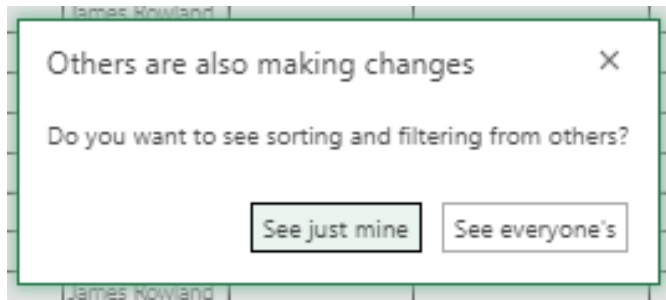 James Rowland
Others are also making changes
Do you want to see sorting and filtering from others?
See just mine
See everyone's
James Rowland